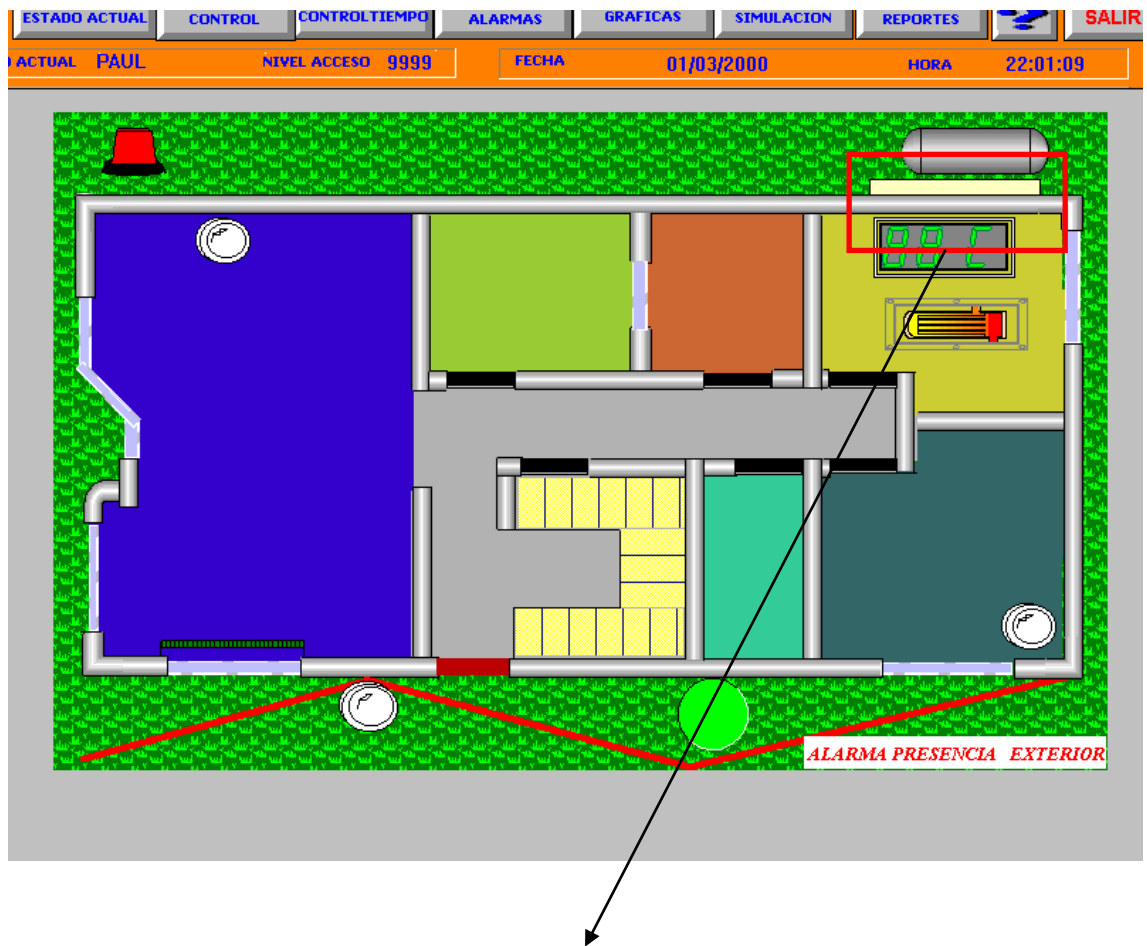 ESTADO ACTUAL CONTROL CONTROLTIEMPO ALARMAS GRAFICAS SIMULACION REPORTES SALIR
ACTUAL PAUL NIVEL ACCESO 9999 FECHA 01/03/2000 HORA 22:01:09
88 C
ALARMA PRESENCIA EXTERIOR